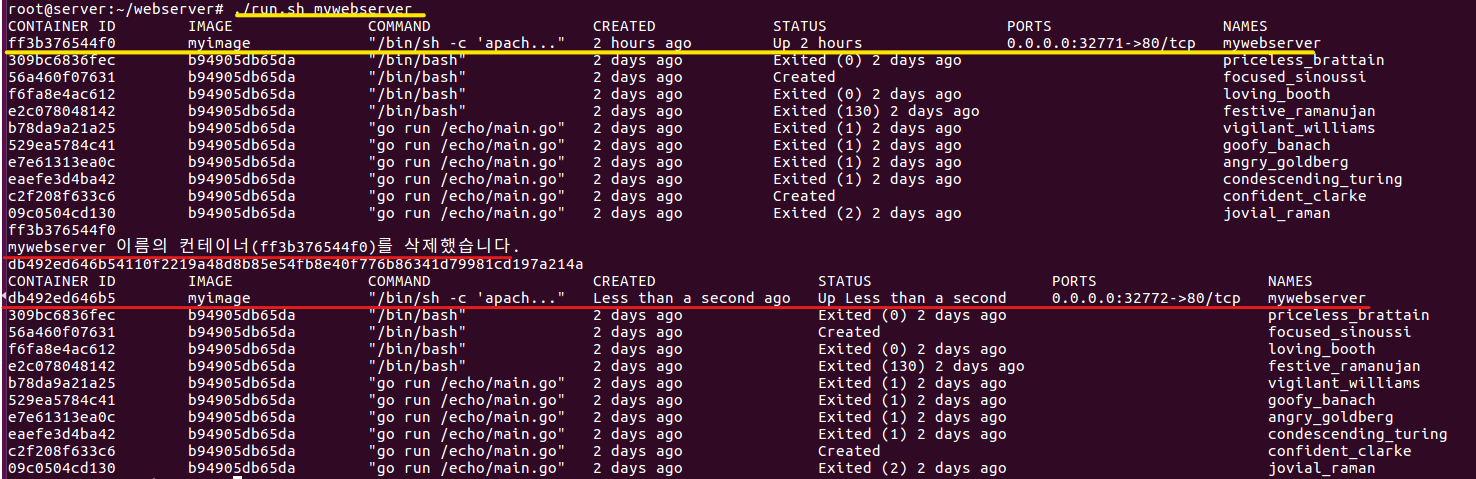 root@server:~/webserver# ./run.sh mywebserver
CONTAINER ID        IMAGE               COMMAND                  CREATED             STATUS                    PORTS                   NAMES
ff3b376544f0        myimage             "/bin/sh -c 'apach..."   2 hours ago         Up 2 hours                0.0.0.0:32771->80/tcp   mywebserver
309bc6836fec        b94905db65da        "/bin/bash"              2 days ago          Exited (0) 2 days ago                             priceless_brattain
56a460f07631        b94905db65da        "/bin/bash"              2 days ago          Created                                           focused_sinoussi
f6fa8e4ac612        b94905db65da        "/bin/bash"              2 days ago          Exited (0) 2 days ago                             loving_booth
e2c078048142        b94905db65da        "/bin/bash"              2 days ago          Exited (130) 2 days ago                           festive_ramanujan
b78da9a21a25        b94905db65da        "go run /echo/main.go"   2 days ago          Exited (1) 2 days ago                             vigilant_williams
529ea5784c41        b94905db65da        "go run /echo/main.go"   2 days ago          Exited (1) 2 days ago                             goofy_banach
e7e61313ea0c        b94905db65da        "go run /echo/main.go"   2 days ago          Exited (1) 2 days ago                             angry_goldberg
eaefe3d4ba42        b94905db65da        "go run /echo/main.go"   2 days ago          Exited (1) 2 days ago                             condescending_turing
c2f208f633c6        b94905db65da        "go run /echo/main.go"   2 days ago          Created                                           confident_clarke
09c0504cd130        b94905db65da        "go run /echo/main.go"   2 days ago          Exited (2) 2 days ago                             jovial_raman
ff3b376544f0
mywebserver 이름의 컨테이너(ff3b376544f0)를 삭제했습니다.
db492ed646b54110f2219a48d8b85e54fb8e40f776b86341d79981cd197a214a
CONTAINER ID        IMAGE               COMMAND                  CREATED                  STATUS                    PORTS                   NAMES
db492ed646b5        myimage             "/bin/sh -c 'apach..."   Less than a second ago   Up Less than a second     0.0.0.0:32772->80/tcp   mywebserver
309bc6836fec        b94905db65da        "/bin/bash"              2 days ago               Exited (0) 2 days ago                             priceless_brattain
56a460f07631        b94905db65da        "/bin/bash"              2 days ago               Created                                           focused_sinoussi
f6fa8e4ac612        b94905db65da        "/bin/bash"              2 days ago               Exited (0) 2 days ago                             loving_booth
e2c078048142        b94905db65da        "/bin/bash"              2 days ago               Exited (130) 2 days ago                           festive_ramanujan
b78da9a21a25        b94905db65da        "go run /echo/main.go"   2 days ago               Exited (1) 2 days ago                             vigilant_williams
529ea5784c41        b94905db65da        "go run /echo/main.go"   2 days ago               Exited (1) 2 days ago                             goofy_banach
e7e61313ea0c        b94905db65da        "go run /echo/main.go"   2 days ago               Exited (1) 2 days ago                             angry_goldberg
eaefe3d4ba42        b94905db65da        "go run /echo/main.go"   2 days ago               Exited (1) 2 days ago                             condescending_turing
c2f208f633c6        b94905db65da        "go run /echo/main.go"   2 days ago               Created                                           confident_clarke
09c0504cd130        b94905db65da        "go run /echo/main.go"   2 days ago               Exited (2) 2 days ago                             jovial_raman